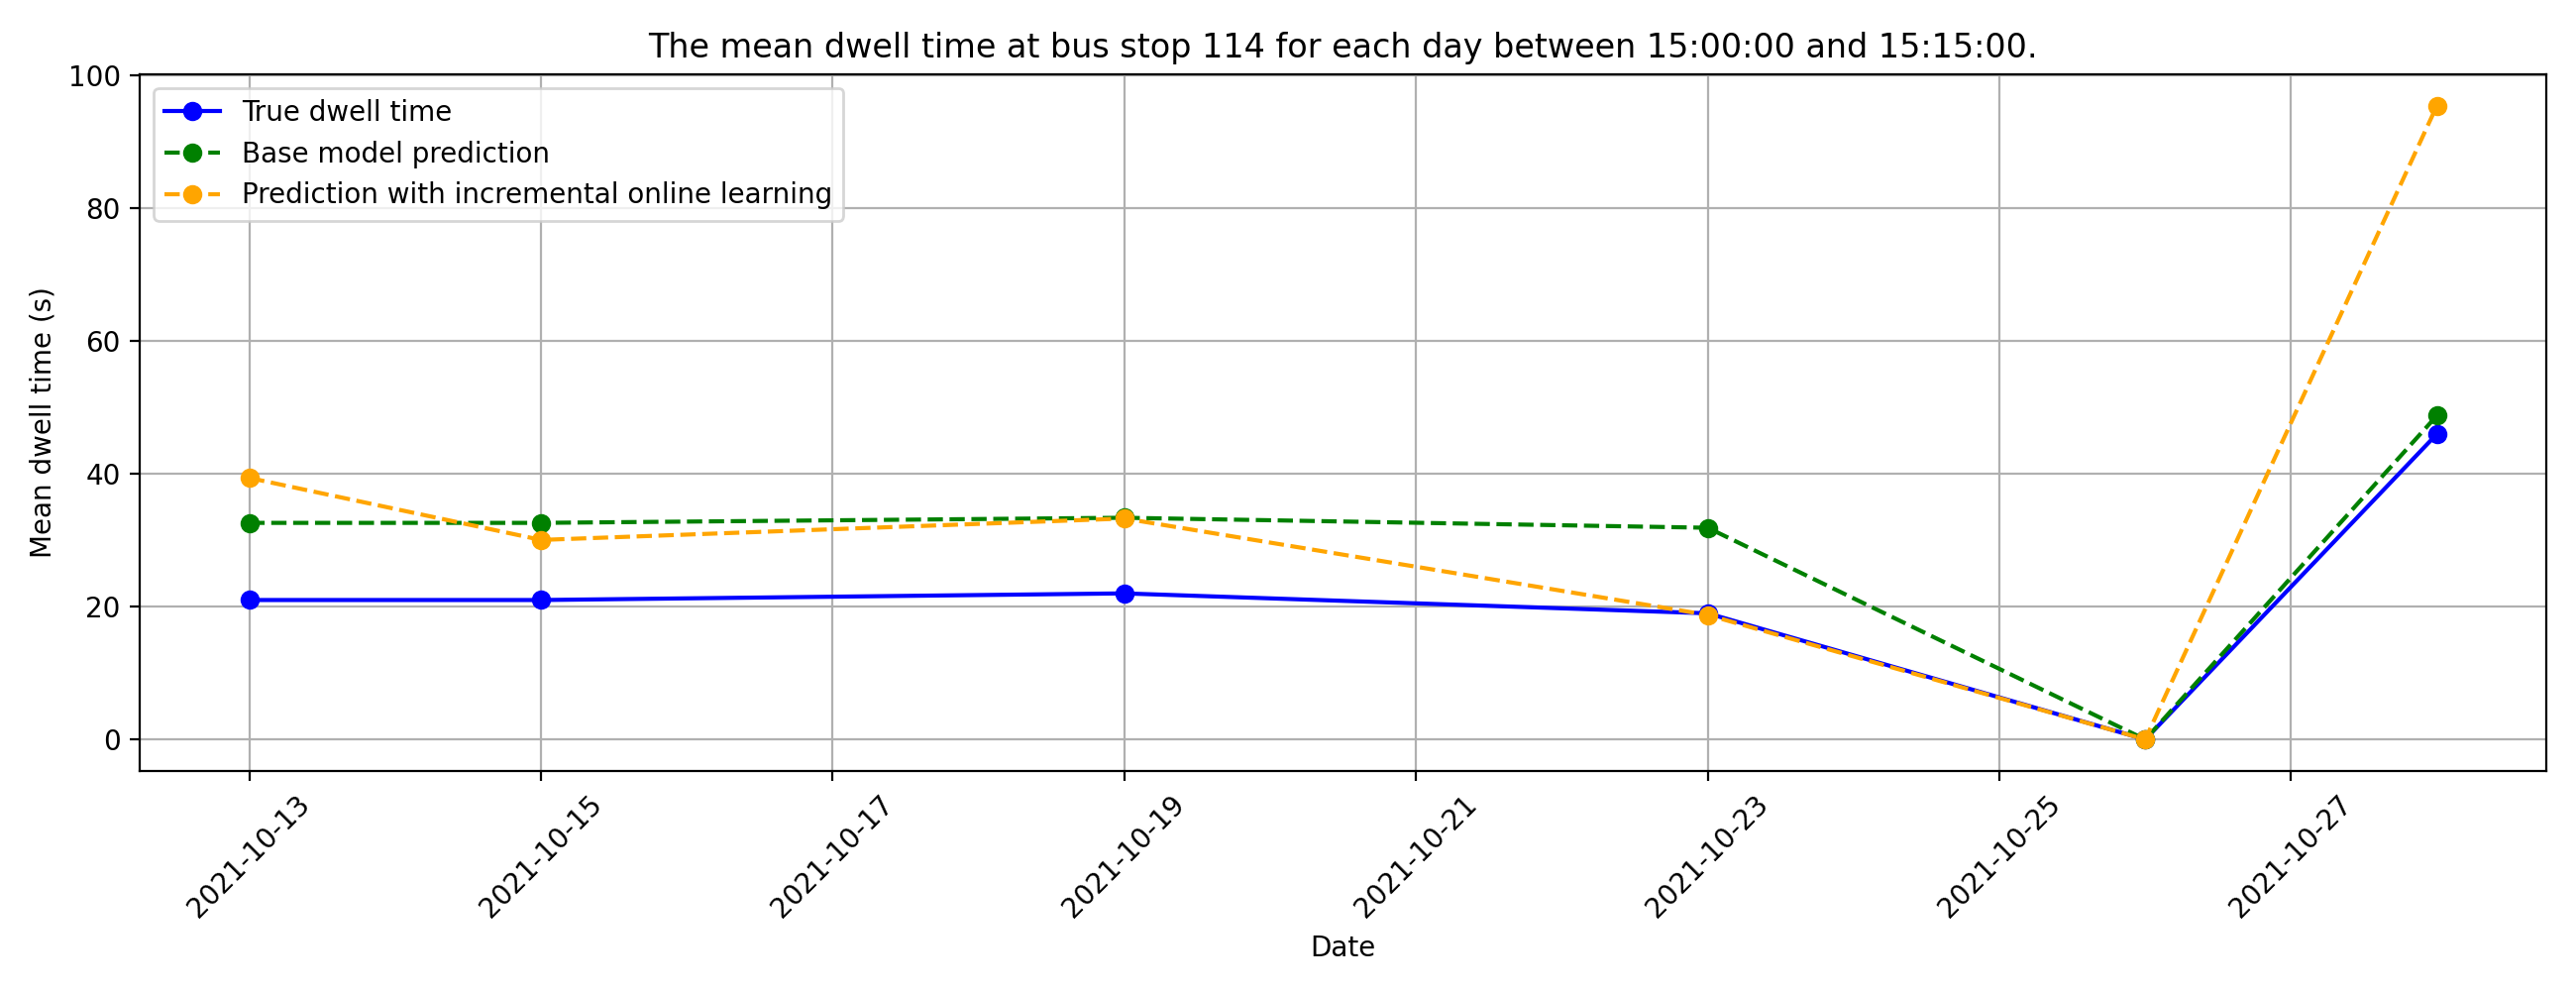 The mean dwell time at bus stop 114 for each day between 15:00:00 and 15:15:00.
True dwell time
Base model prediction
Prediction with incremental online learning
Mean dwell time (s)
100
80
60
40
20
0
2021-10-13
2021-10-15
2021-10-17
2021-10-19
2021-10-21
2021-10-23
2021-10-25
2021-10-27
Date